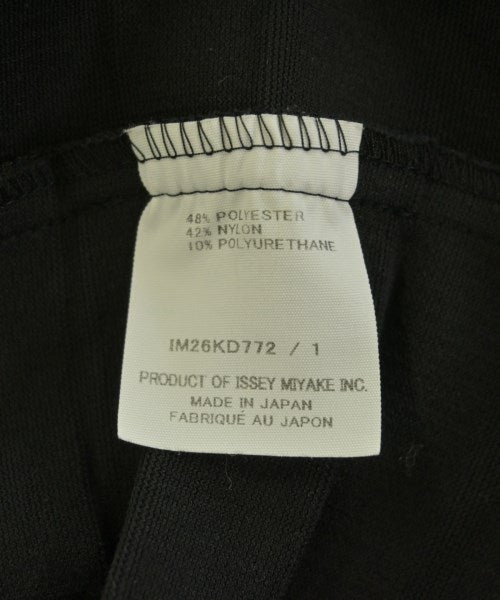 48% POLYESTER
42% NYLON
10% POLYURETHANE
IM26KD772 / 1
PRODUCT OF ISSEY MIYAKE INC.
MADE IN JAPAN
FABRIQUÉ AU JAPON